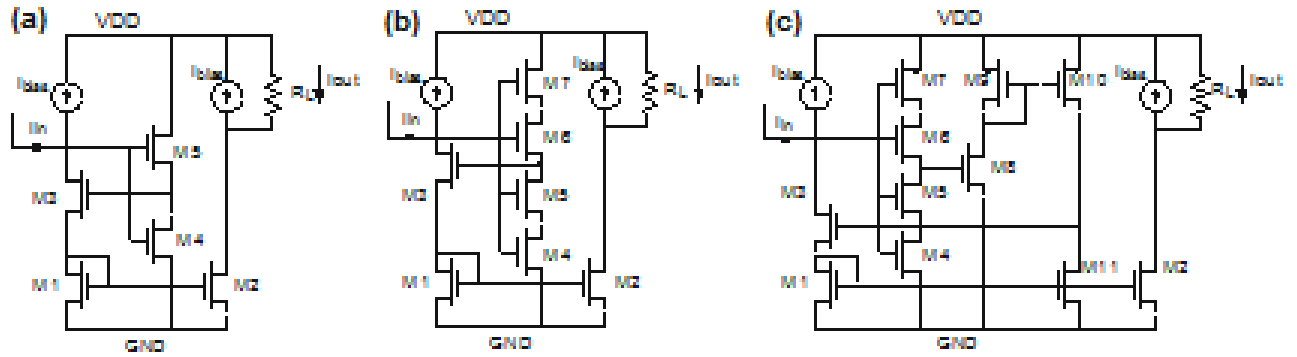 (a)
VDD
Ibias
Ibias
RL
Iout
Iin
M5
M3
M4
M1
M2
GND
(b)
VDD
Ibias
M7
Ibias
RL
Iout
Iin
M6
M3
M5
M4
M1
M2
GND
(c)
VDD
Ibias
M7
M9
M10
Ibias
RL
Iout
Iin
M6
M8
M3
M5
M4
M1
M11
M2
GND